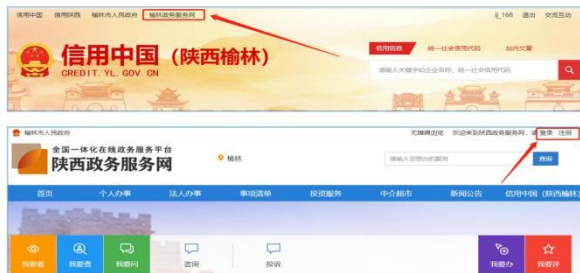 信用中国 信用陕西 榆林市人民政府 榆林政务服务网 lj_168 退出 交流互动
信用中国(陕西榆林)
CREDIT. YL. GOV. CN
信用信息 统一社会信用代码 站内文章
请输入关键字如企业名称、统一社会信用代码
榆林市人民政府 无障碍浏览 欢迎来到陕西政务服务网, 请 登录 注册
全国一体化在线政务服务平台
陕西政务服务网
榆林
请输入您想办的服务 查询
首页 个人办事 法人办事 事项清单 投资服务 中介超市 新闻公告 信用中国(陕西榆林)
我要看 我要查 我要问 咨询 投诉 我要办 我要评